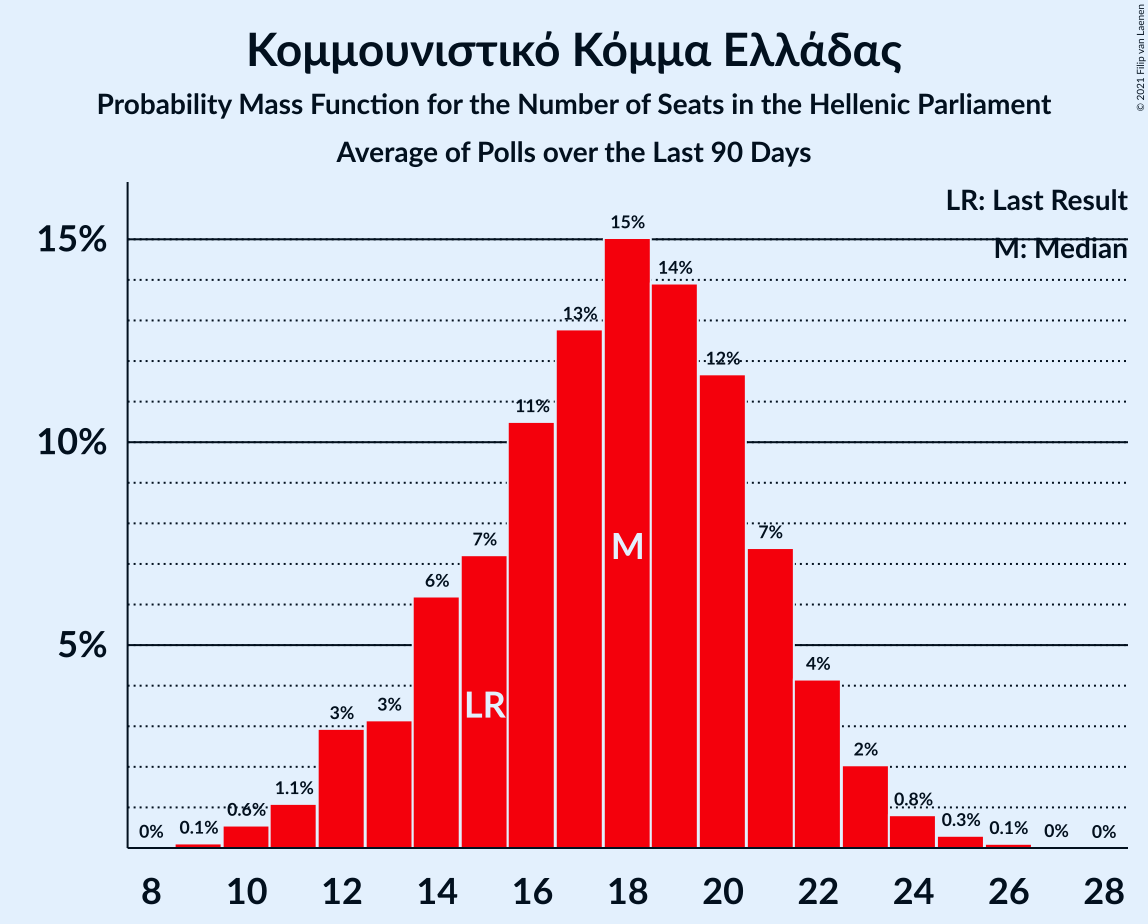 Κομμουνιστικό Κόμμα Ελλάδας
Probability Mass Function for the Number of Seats in the Hellenic Parliament
Average of Polls over the Last 90 Days
© 2021 Filip van Laenen
LR: Last Result
M: Median
15%
10%
5%
0%
0.1%
0.6%
1.1%
3%
3%
6%
7%
11%
13%
15%
14%
12%
7%
4%
2%
0.8%
0.3%
0.1%
0%
0%
LR
M
8 10 12 14 16 18 20 22 24 26 28